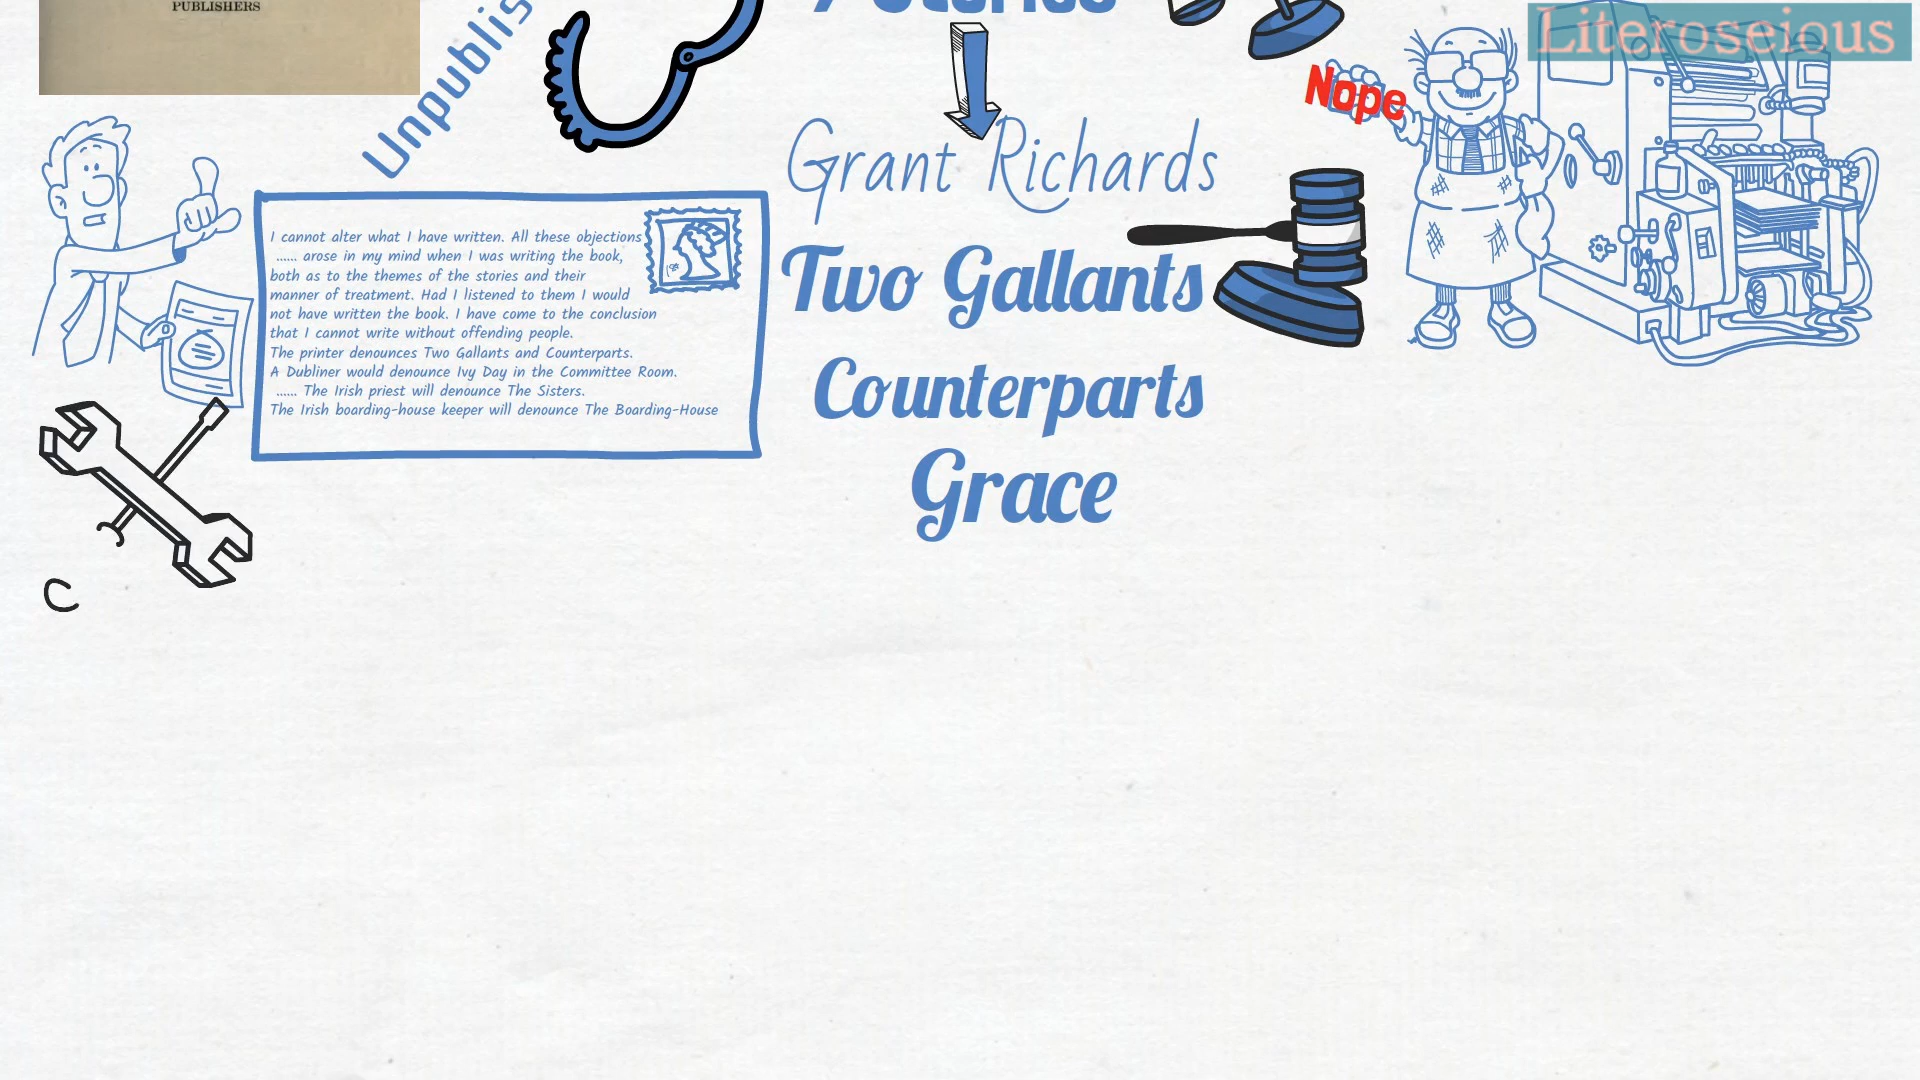 PUBLISHERS
Unpublis
Literoseious
Nope
Grant Richards
I cannot alter what I have written. All these objections
...... arose in my mind when I was writing the book,
both as to the themes of the stories and their
manner of treatment. Had I listened to them I would
not have written the book. I have come to the conclusion
that I cannot write without offending people.
The printer denounces Two Gallants and Counterparts.
A Dubliner would denounce Ivy Day in the Committee Room.
...... The Irish priest will denounce The Sisters.
The Irish boarding-house keeper will denounce The Boarding-House
Two Gallants
Counterparts
Grace
C